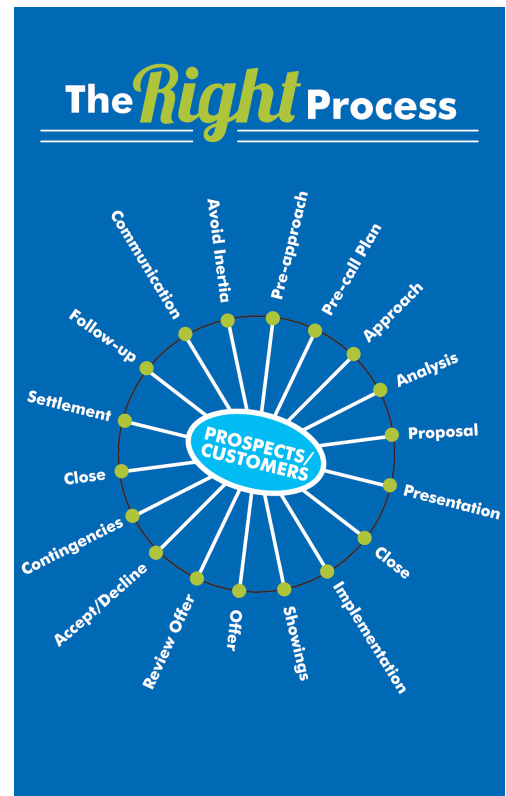 The Right Process
Pre-approach
Pre-call Plan
Approach
Analysis
Proposal
Presentation
Close
Implementation
Showings
Offer
Review Offer
Accept/Decline
Contingencies
Close
Settlement
Follow-up
Communication
Avoid Inertia
PROSPECTS/
CUSTOMERS